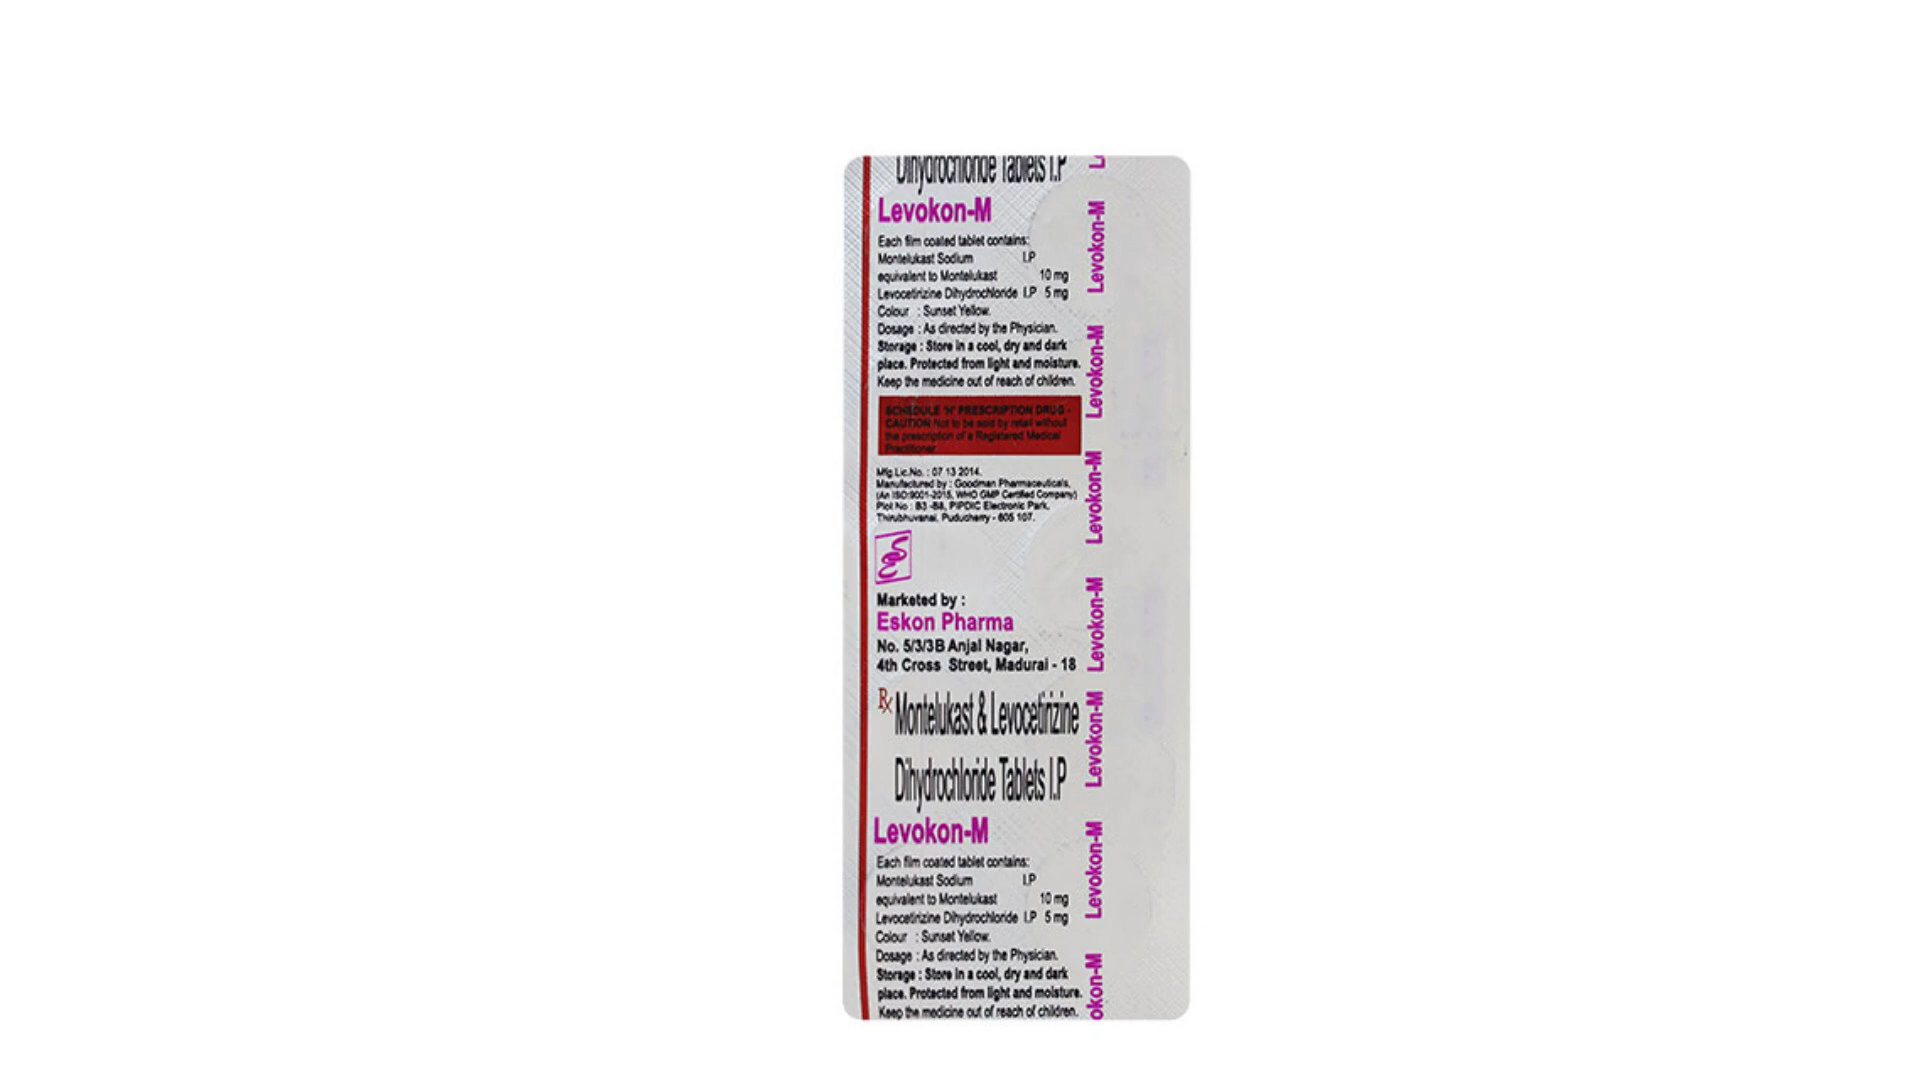 Dihydrochloride Tablets I.P
Levokon-M
Each film coated tablet contains:
Montelukast Sodium I.P
equivalent to Montelukast 10 mg
Levocetirizine Dihydrochloride I.P 5 mg
Colour : Sunset Yellow.
Dosage : As directed by the Physician.
Storage : Store in a cool, dry and dark
place. Protected from light and moisture.
Keep the medicine out of reach of children.
SCHEDULE 'H' PRESCRIPTION DRUG -
CAUTION Not to be sold by retail without
the prescription of a Registered Medical
Practitioner
Mfg.Lic.No. : 07 13 2014.
Manufactured by : Goodman Pharmaceuticals,
(An ISO:9001-2015, WHO GMP Certified Company)
Plot No : B3 -B8, PIPDIC Electronic Park,
Thirubhuvanai, Puducherry - 605 107.
Marketed by :
Eskon Pharma
No. 5/3/3B Anjal Nagar,
4th Cross Street, Madurai - 18
Rx Montelukast & Levocetirizine
Dihydrochloride Tablets I.P
Levokon-M
Each film coated tablet contains:
Montelukast Sodium I.P
equivalent to Montelukast 10 mg
Levocetirizine Dihydrochloride I.P 5 mg
Colour : Sunset Yellow.
Dosage : As directed by the Physician.
Storage : Store in a cool, dry and dark
place. Protected from light and moisture.
Keep the medicine out of reach of children.
okon-M
Levokon-M
Levokon-M
Levokon-M
Levokon-M
Levokon-M
Levokon-M